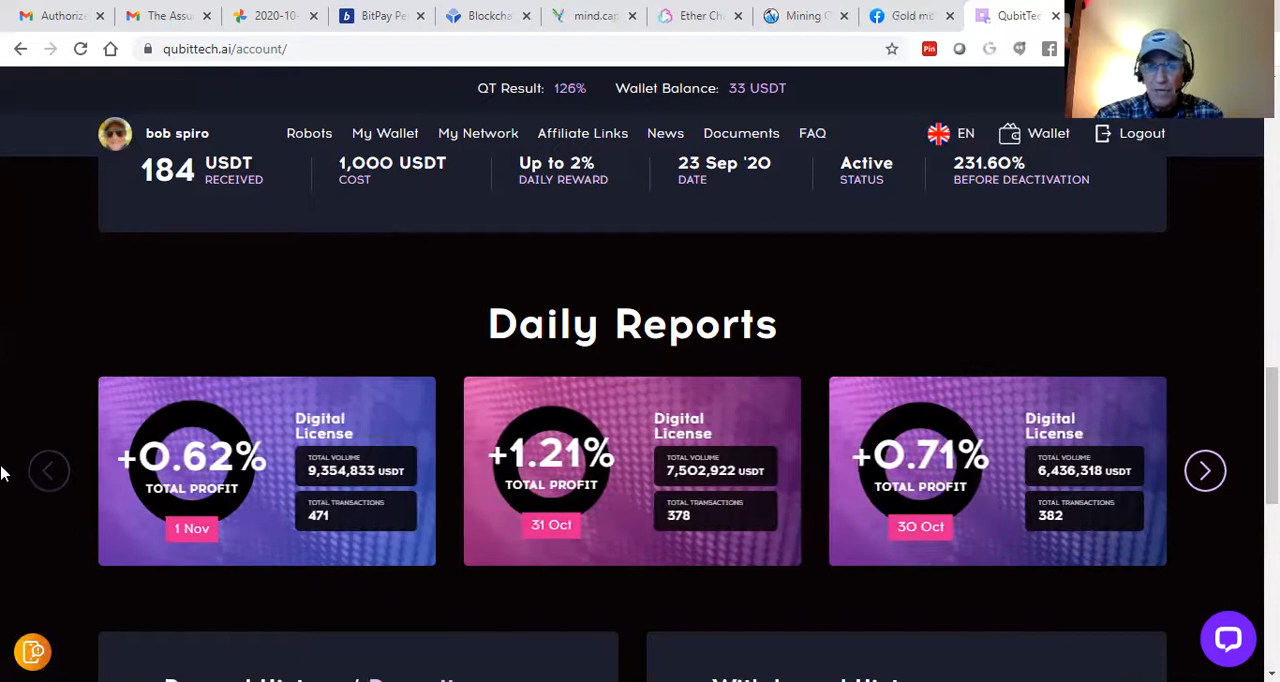 Authoriz
The Assu
2020-10-
BitPay Pe
Blockcha
mind.cap
Ether Ch
Mining
Gold m
QubitTec
qubittech.ai/account/
Pin
QT Result: 126% Wallet Balance: 33 USDT
bob spiro Robots My Wallet My Network Affiliate Links News Documents FAQ EN Wallet Logout
184 USDT RECEIVED
1,000 USDT
COST
Up to 2%
DAILY REWARD
23 Sep '20
DATE
Active
STATUS
231.60%
BEFORE DEACTIVATION
Daily Reports
+0.62%
TOTAL PROFIT
1 Nov
Digital
License
TOTAL VOLUME
9,354,833 USDT
TOTAL TRANSACTIONS
471
+1.21%
TOTAL PROFIT
31 Oct
Digital
License
TOTAL VOLUME
7,502,922 USDT
TOTAL TRANSACTIONS
378
+0.71%
TOTAL PROFIT
30 Oct
Digital
License
TOTAL VOLUME
6,436,318 USDT
TOTAL TRANSACTIONS
382